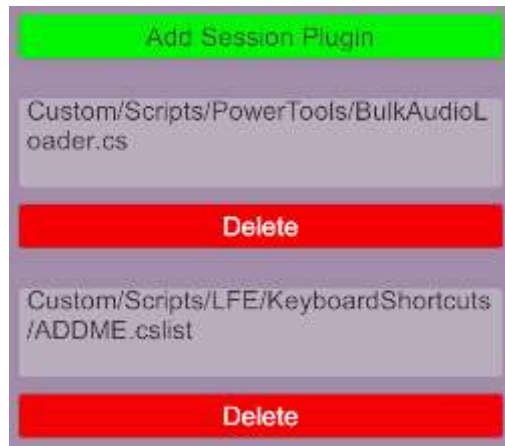 Add Session Plugin
Custom/Scripts/PowerTools/BulkAudioL
oader.cs
Delete
Custom/Scripts/LFE/KeyboardShortcuts
/ADDME.cslist
Delete